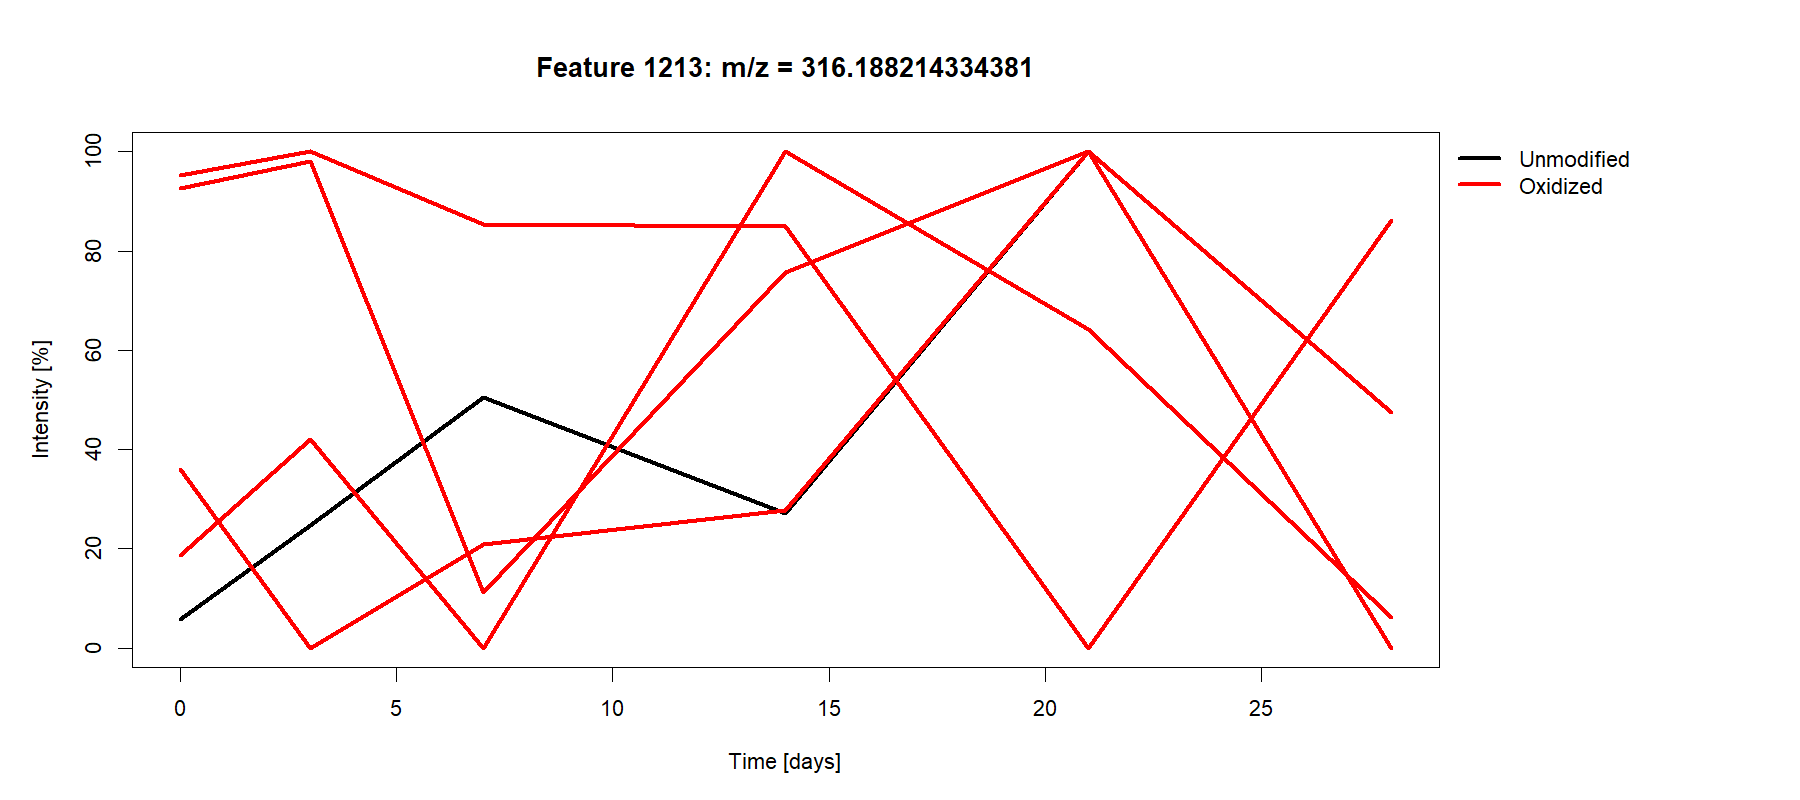 Feature 1213: m/z = 316.188214334381
Unmodified
Oxidized
Intensity [%]
100
80
60
40
20
0
0 5 10 15 20 25
Time [days]